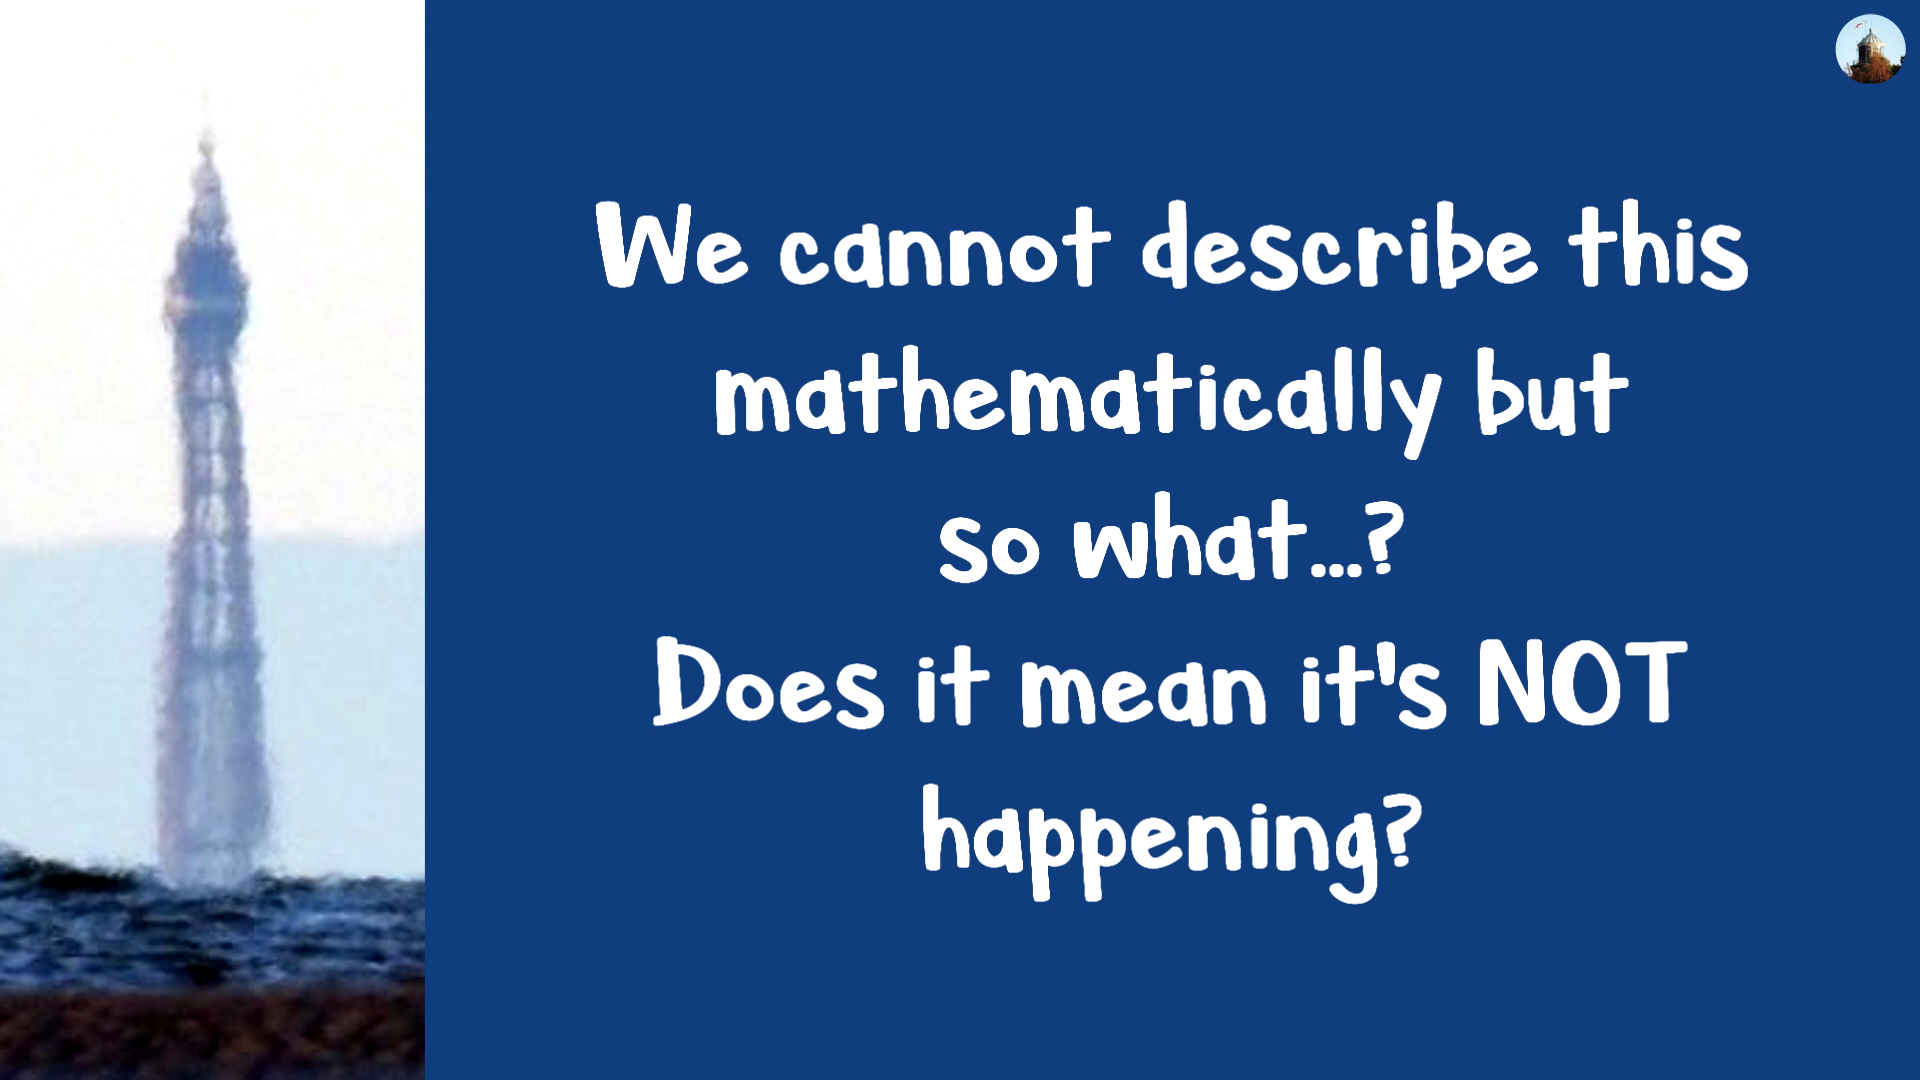 We cannot describe this
mathematically but
so what...?
Does it mean it's NOT
happening?